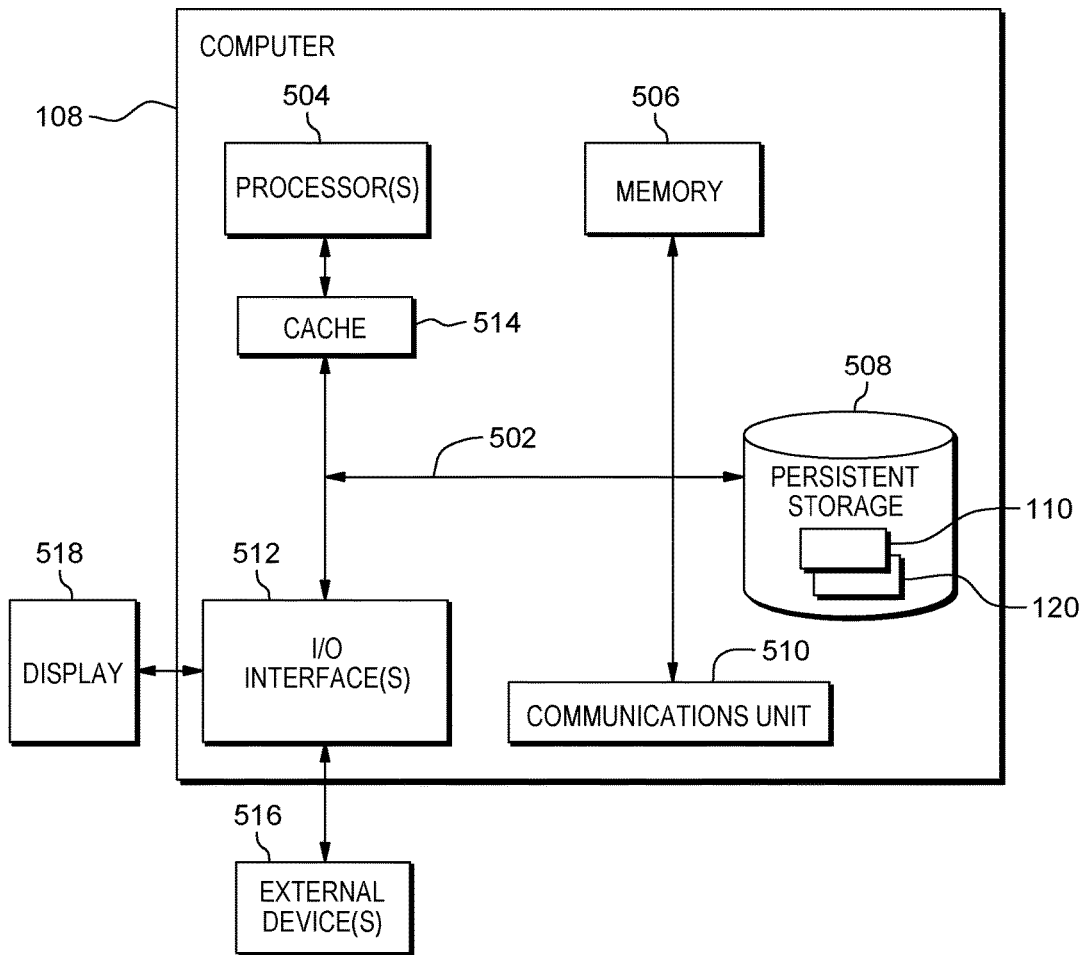 COMPUTER
108
504
506
PROCESSOR(S)
MEMORY
CACHE
514
508
502
PERSISTENT
STORAGE
110
518
512
120
I/O
INTERFACE(S)
DISPLAY
510
COMMUNICATIONS UNIT
516
EXTERNAL
DEVICE(S)